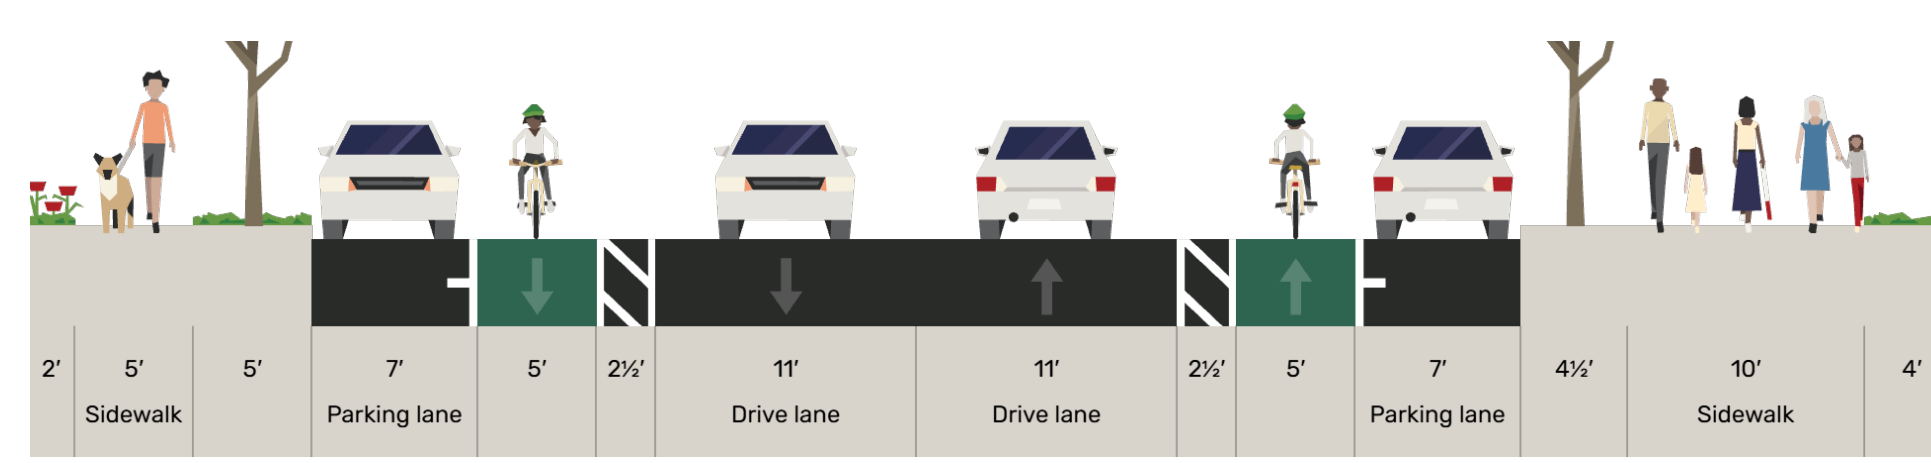 2′ 5′ 5′ 7′ 5′ 2½′ 11′ 11′ 2½′ 5′ 7′ 4½′ 10′ 4′
Sidewalk Parking lane Drive lane Drive lane Parking lane Sidewalk